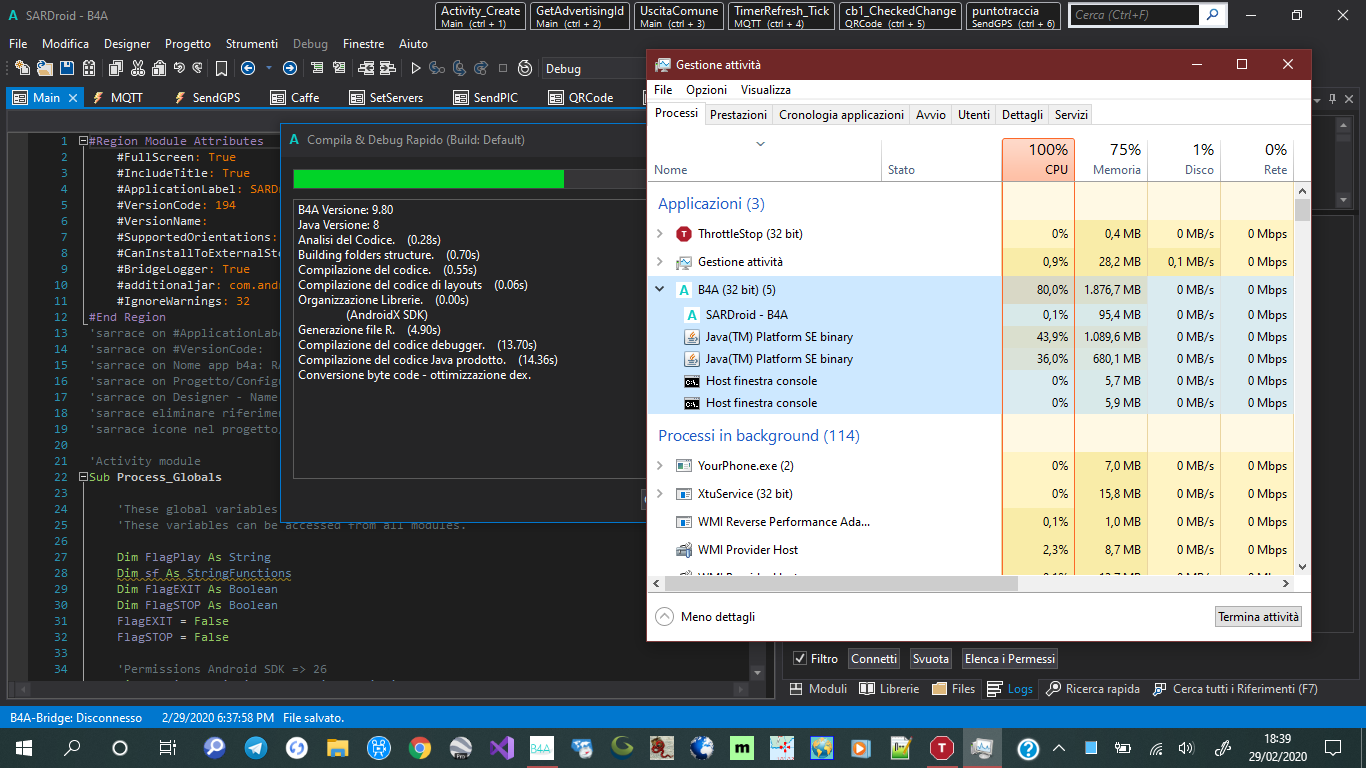 SARDroid - B4A
Activity_Create
Main (ctrl + 1)
GetAdvertisingId
Main (ctrl + 2)
UscitaComune
Main (ctrl + 3)
TimerRefresh_Tick
MQTT (ctrl + 4)
cb1_CheckedChange
QRCode (ctrl + 5)
puntotraccia
SendGPS (ctrl + 6)
Cerca (Ctrl+F)
File Modifica Designer Progetto Strumenti Debug Finestre Aiuto
Debug
Main MQTT SendGPS Caffe SetServers SendPIC QRCode
1 #Region Module Attributes
2 #FullScreen: True
3 #IncludeTitle: True
4 #ApplicationLabel: SARD
5 #VersionCode: 194
6 #VersionName:
7 #SupportedOrientations:
8 #CanInstallToExternalSto
9 #BridgeLogger: True
10 #additionaljar: com.andr
11 #IgnoreWarnings: 32
12 #End Region
13 'sarrace on #ApplicationLabe
14 'sarrace on #VersionCode:
15 'sarrace on Nome app b4a: RA
16 'sarrace on Progetto/Config
17 'sarrace on Designer - Name
18 'sarrace eliminare riferime
19 'sarrace icone nel progetto
20
21 'Activity module
22 Sub Process_Globals
23
24 'These global variables
25 'These variables can be accessed from all modules.
26
27 Dim FlagPlay As String
28 Dim sf As StringFunctions
29 Dim FlagEXIT As Boolean
30 Dim FlagSTOP As Boolean
31 FlagEXIT = False
32 FlagSTOP = False
33
34 'Permissions Android SDK => 26
Compila & Debug Rapido (Build: Default)
B4A Versione: 9.80
Java Versione: 8
Analisi del Codice. (0.28s)
Building folders structure. (0.70s)
Compilazione del codice. (0.55s)
Compilazione del codice di layouts (0.06s)
Organizzazione Librerie. (0.00s)
(AndroidX SDK)
Generazione file R. (4.90s)
Compilazione del codice debugger. (13.70s)
Compilazione del codice Java prodotto. (14.36s)
Conversione byte code - ottimizzazione dex.
Gestione attività
File Opzioni Visualizza
Processi Prestazioni Cronologia applicazioni Avvio Utenti Dettagli Servizi
100% 75% 1% 0%
Nome Stato CPU Memoria Disco Rete
Applicazioni (3)
ThrottleStop (32 bit) 0% 0,4 MB 0 MB/s 0 Mbps
Gestione attività 0,9% 28,2 MB 0,1 MB/s 0 Mbps
B4A (32 bit) (5) 80,0% 1.876,7 MB 0 MB/s 0 Mbps
SARDroid - B4A 0,1% 95,4 MB 0 MB/s 0 Mbps
Java(TM) Platform SE binary 43,9% 1.089,6 MB 0 MB/s 0 Mbps
Java(TM) Platform SE binary 36,0% 680,1 MB 0 MB/s 0 Mbps
Host finestra console 0% 5,7 MB 0 MB/s 0 Mbps
Host finestra console 0% 5,9 MB 0 MB/s 0 Mbps
Processi in background (114)
YourPhone.exe (2) 0% 7,0 MB 0 MB/s 0 Mbps
XtuService (32 bit) 0% 15,8 MB 0 MB/s 0 Mbps
WMI Reverse Performance Ada... 0,1% 1,0 MB 0 MB/s 0 Mbps
WMI Provider Host 2,3% 8,7 MB 0 MB/s 0 Mbps
Meno dettagli
Termina attività
Filtro Connetti Svuota Elenca i Permessi
Moduli Librerie Files Logs Ricerca rapida Cerca tutti i Riferimenti (F7)
B4A-Bridge: Disconnesso 2/29/2020 6:37:58 PM File salvato.
B4A
18:39
29/02/2020